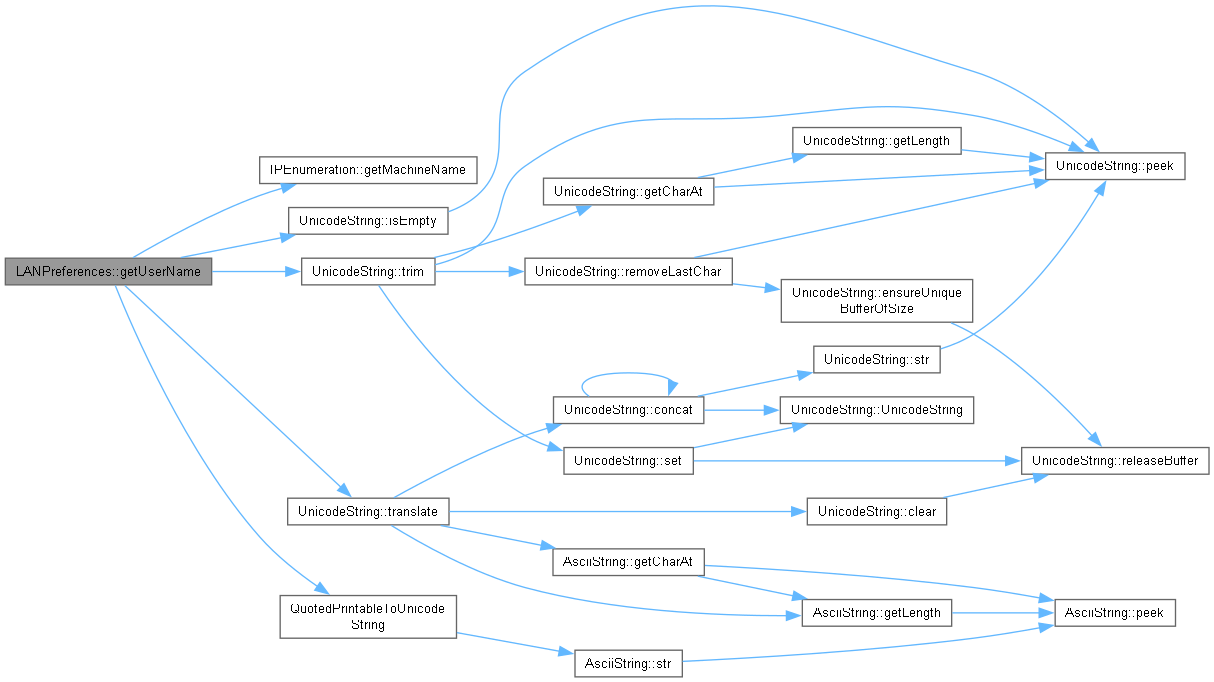 UnicodeString::getLength
IPEnumeration::getMachineName
UnicodeString::peek
UnicodeString::getCharAt
UnicodeString::isEmpty
LANPreferences::getUserName
UnicodeString::trim
UnicodeString::removeLastChar
UnicodeString::ensureUnique
BufferOfSize
UnicodeString::str
UnicodeString::concat
UnicodeString::UnicodeString
UnicodeString::set
UnicodeString::releaseBuffer
UnicodeString::translate
UnicodeString::clear
AsciiString::getCharAt
QuotedPrintableToUnicode
String
AsciiString::getLength
AsciiString::peek
AsciiString::str